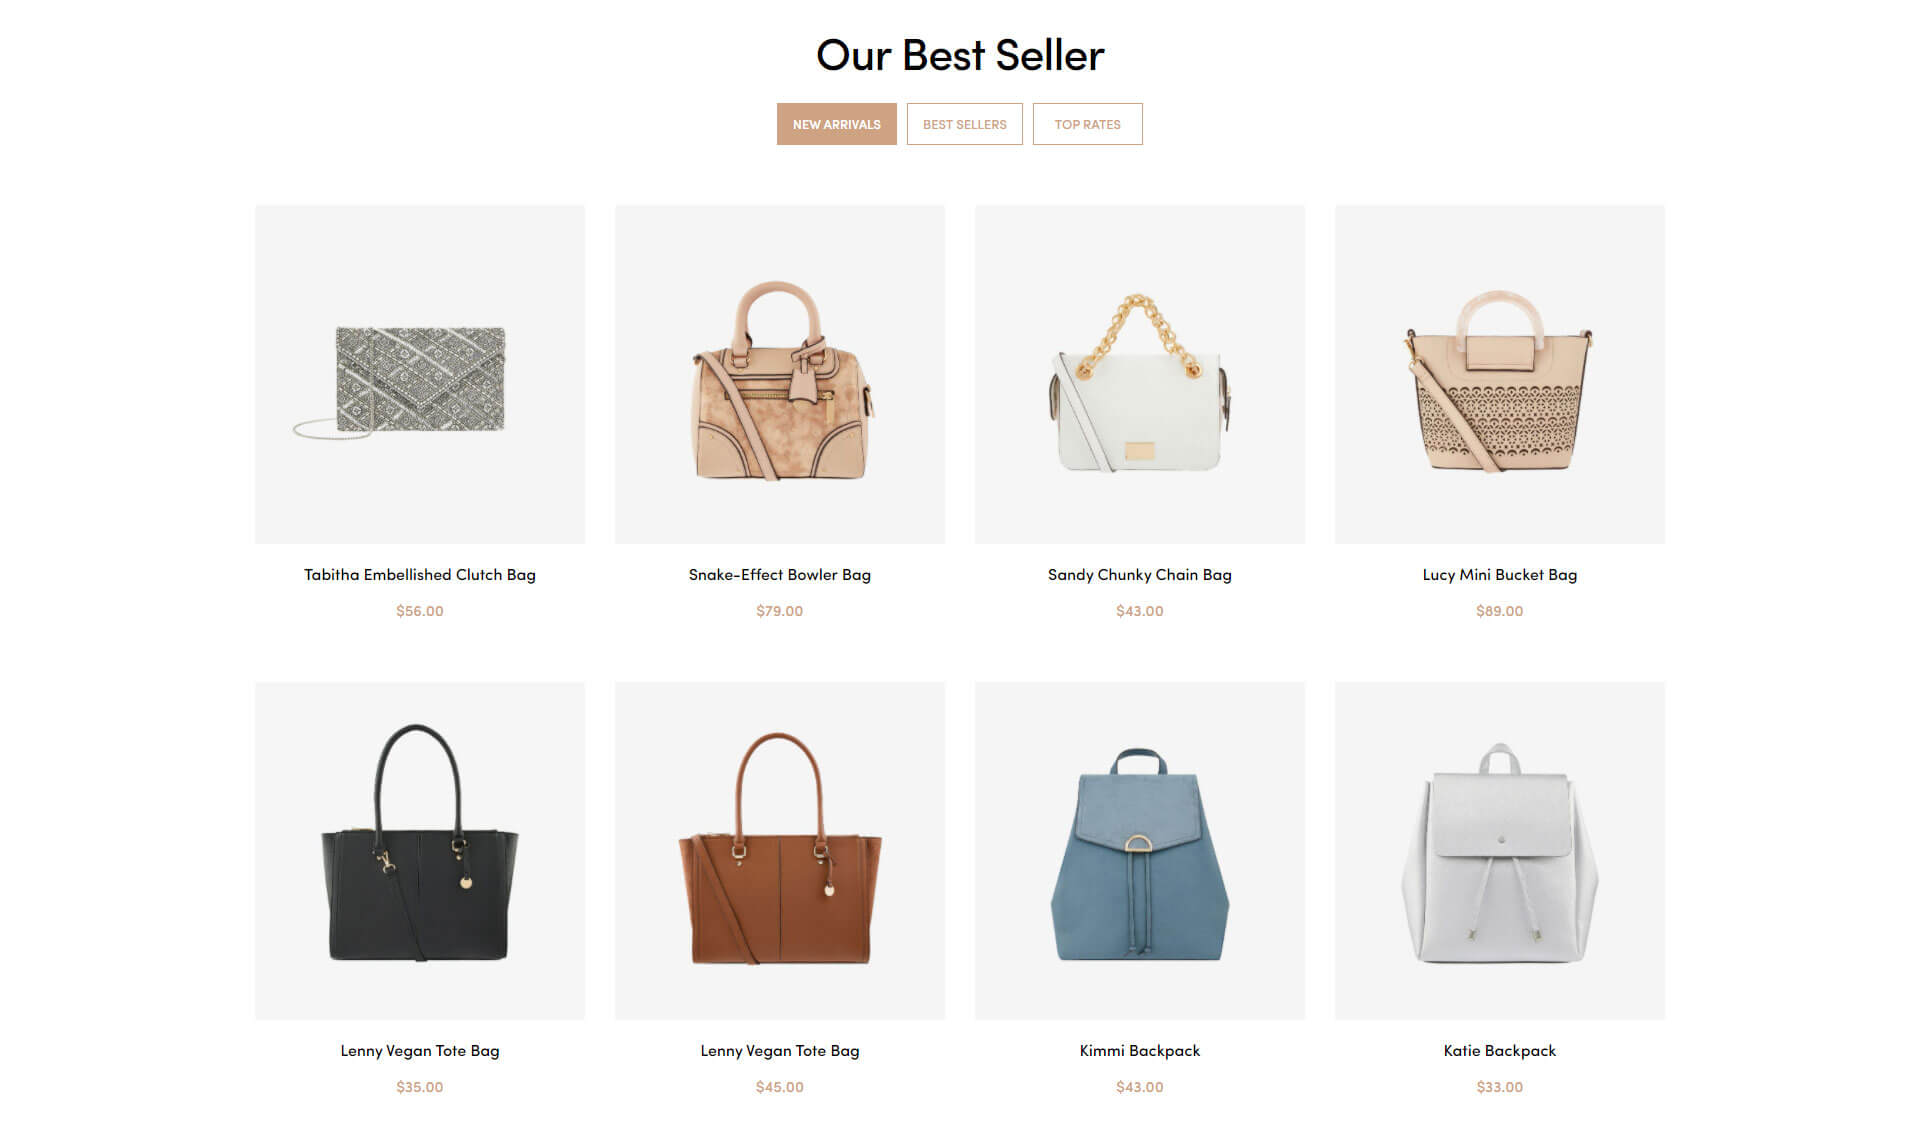 Our Best Seller
NEW ARRIVALS
BEST SELLERS
TOP RATES
Tabitha Embellished Clutch Bag
Snake-Effect Bowler Bag
Sandy Chunky Chain Bag
Lucy Mini Bucket Bag
$56.00
$79.00
$43.00
$89.00
Lenny Vegan Tote Bag
Lenny Vegan Tote Bag
Kimmi Backpack
Katie Backpack
$35.00
$45.00
$43.00
$33.00